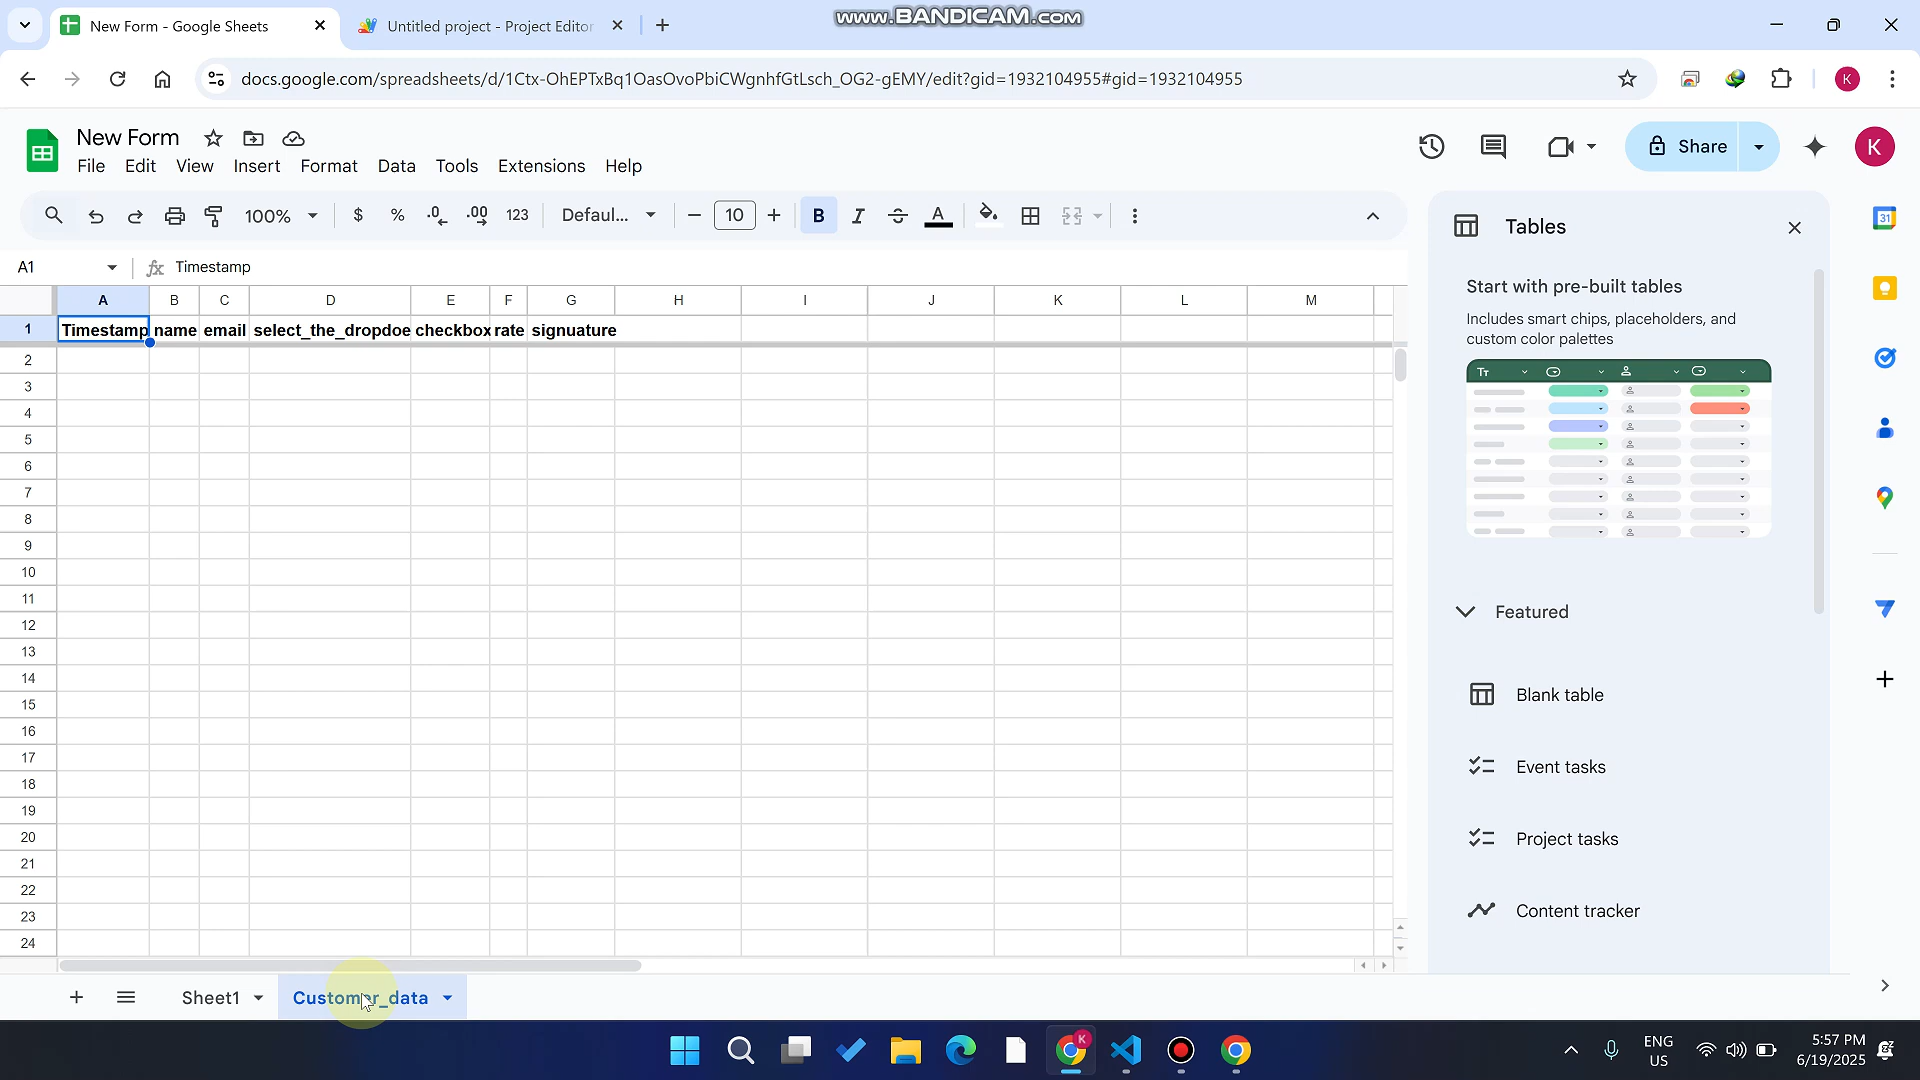 New Form - Google Sheets
Untitled project - Project Editor
www.BANDICAM.com
docs.google.com/spreadsheets/d/1Ctx-OhEPTxBq1OasOvoPbiCWgnhfGtLsch_OG2-gEMY/edit?gid=1932104955#gid=1932104955
K
New Form
File Edit View Insert Format Data Tools Extensions Help
Share
K
100% $ % .0 .00 123 Defaul... 10 B I A
A1 fx Timestamp
A B C D E F G H I J K L M
1 Timestamp name email select_the_dropdoe checkbox rate signuature
2
3
4
5
6
7
8
9
10
11
12
13
14
15
16
17
18
19
20
21
22
23
24
Tables
Start with pre-built tables
Includes smart chips, placeholders, and
custom color palettes
Tт
Featured
Blank table
Event tasks
Project tasks
Content tracker
31
Sheet1 Customer_data
K
ENG
US
5:57 PM
6/19/2025